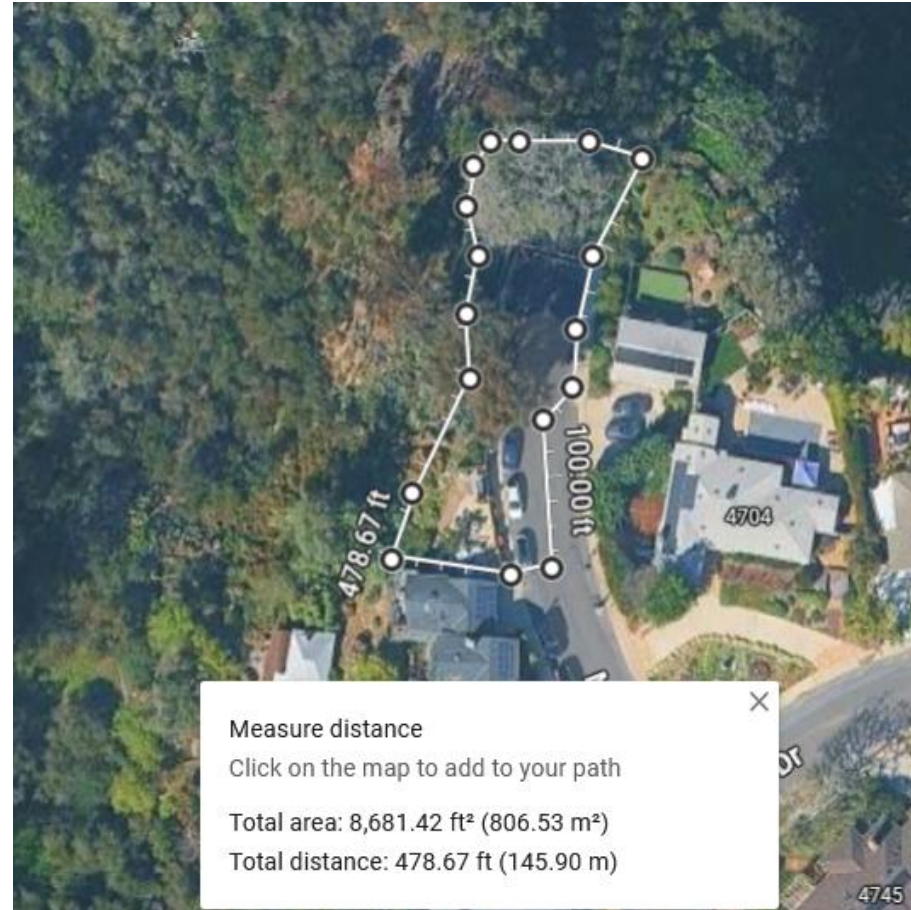 478.67 ft
100.00 ft
4704
Measure distance
Click on the map to add to your path
Total area: 8,681.42 ft² (806.53 m²)
Total distance: 478.67 ft (145.90 m)
Dr
4745